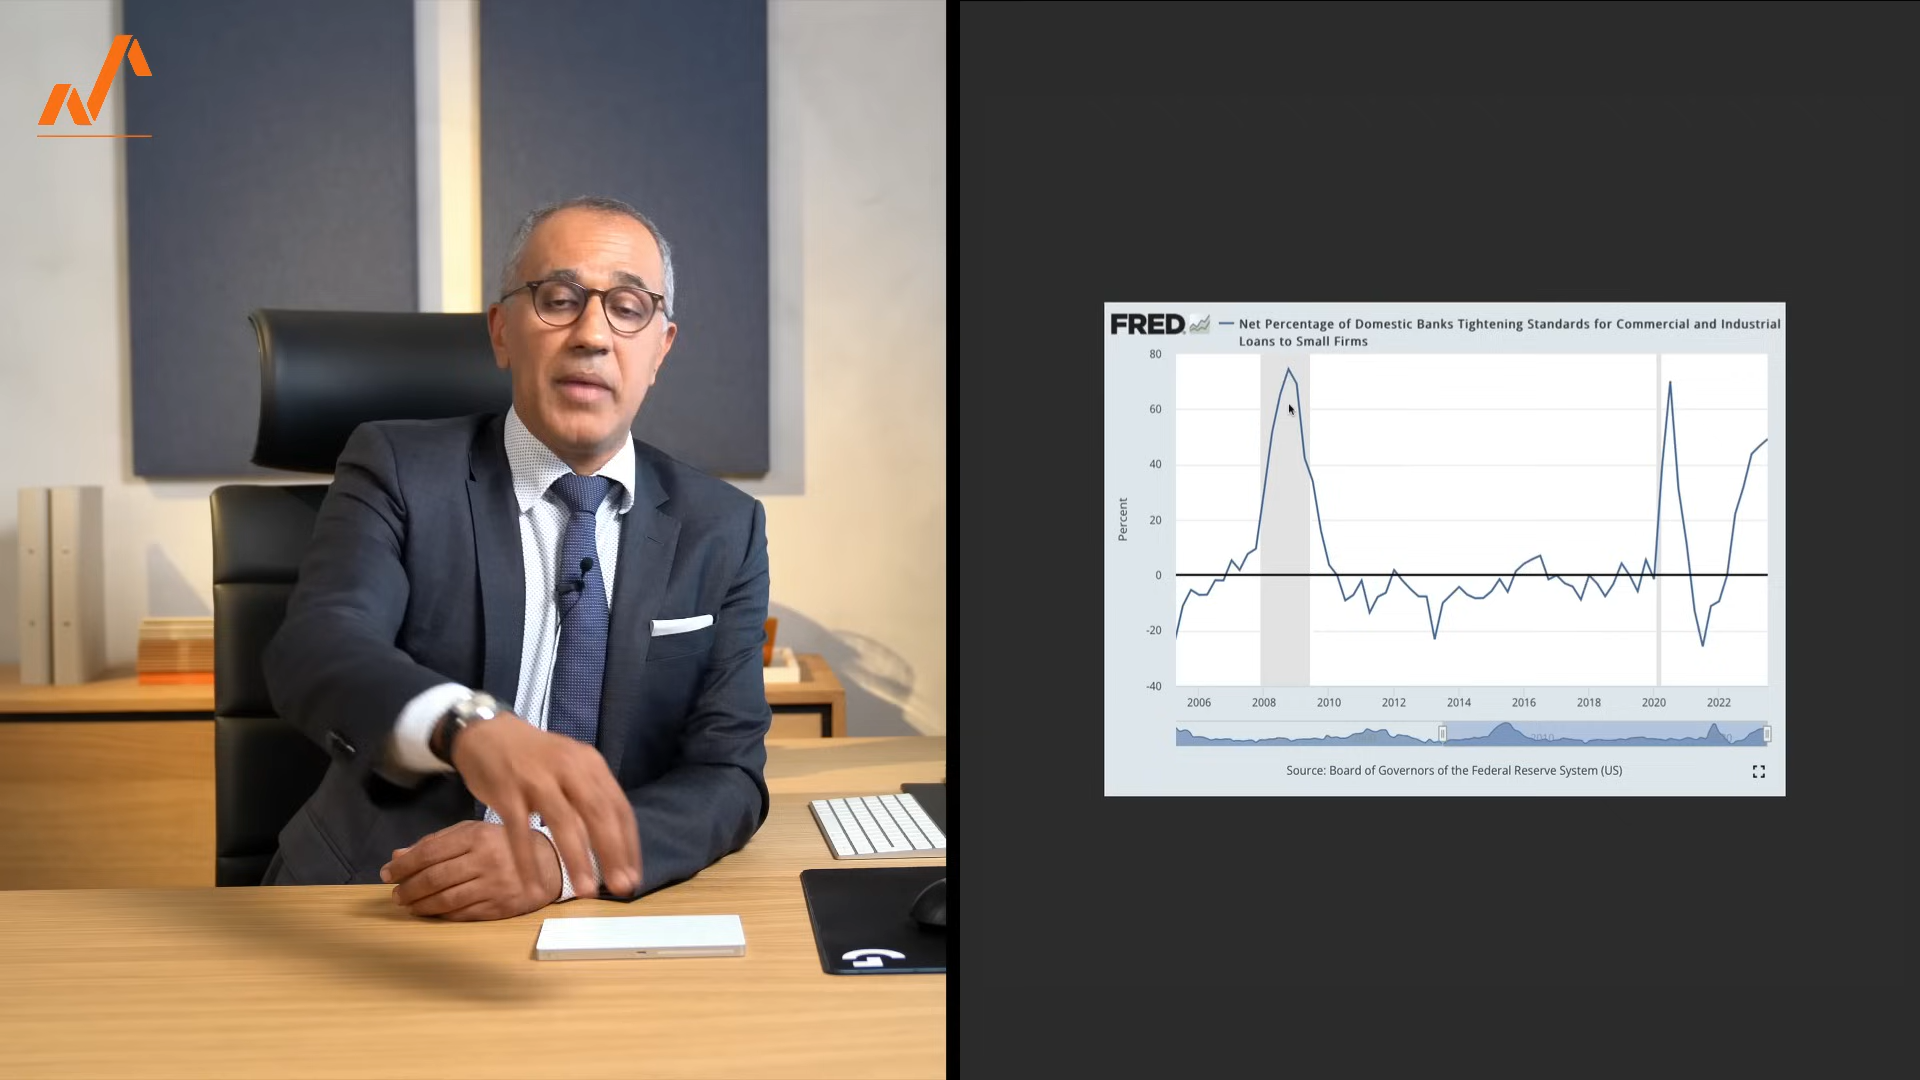 FRED
Net Percentage of Domestic Banks Tightening Standards for Commercial and Industrial
Loans to Small Firms
80
60
40
20
0
-20
-40
Percent
2006 2008 2010 2012 2014 2016 2018 2020 2022
2010
Source: Board of Governors of the Federal Reserve System (US)